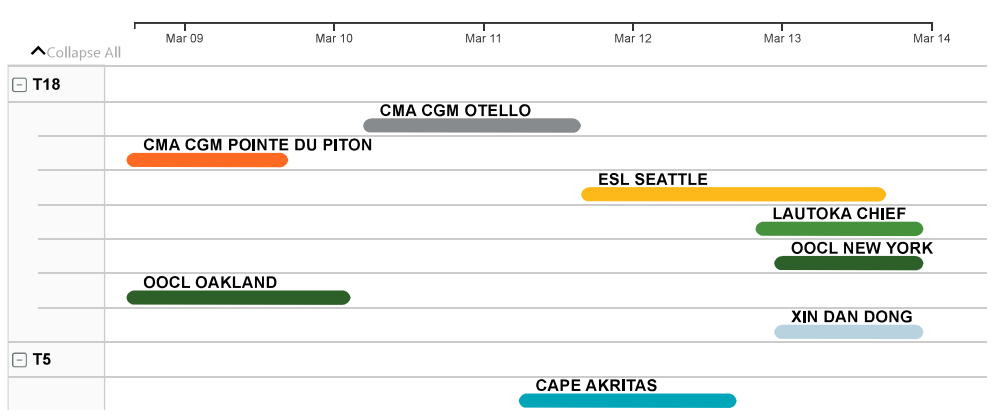 Mar 09 Mar 10 Mar 11 Mar 12 Mar 13 Mar 14
Collapse All
T18
CMA CGM OTELLO
CMA CGM POINTE DU PITON
ESL SEATTLE
LAUTOKA CHIEF
OOCL NEW YORK
OOCL OAKLAND
XIN DAN DONG
T5
CAPE AKRITAS